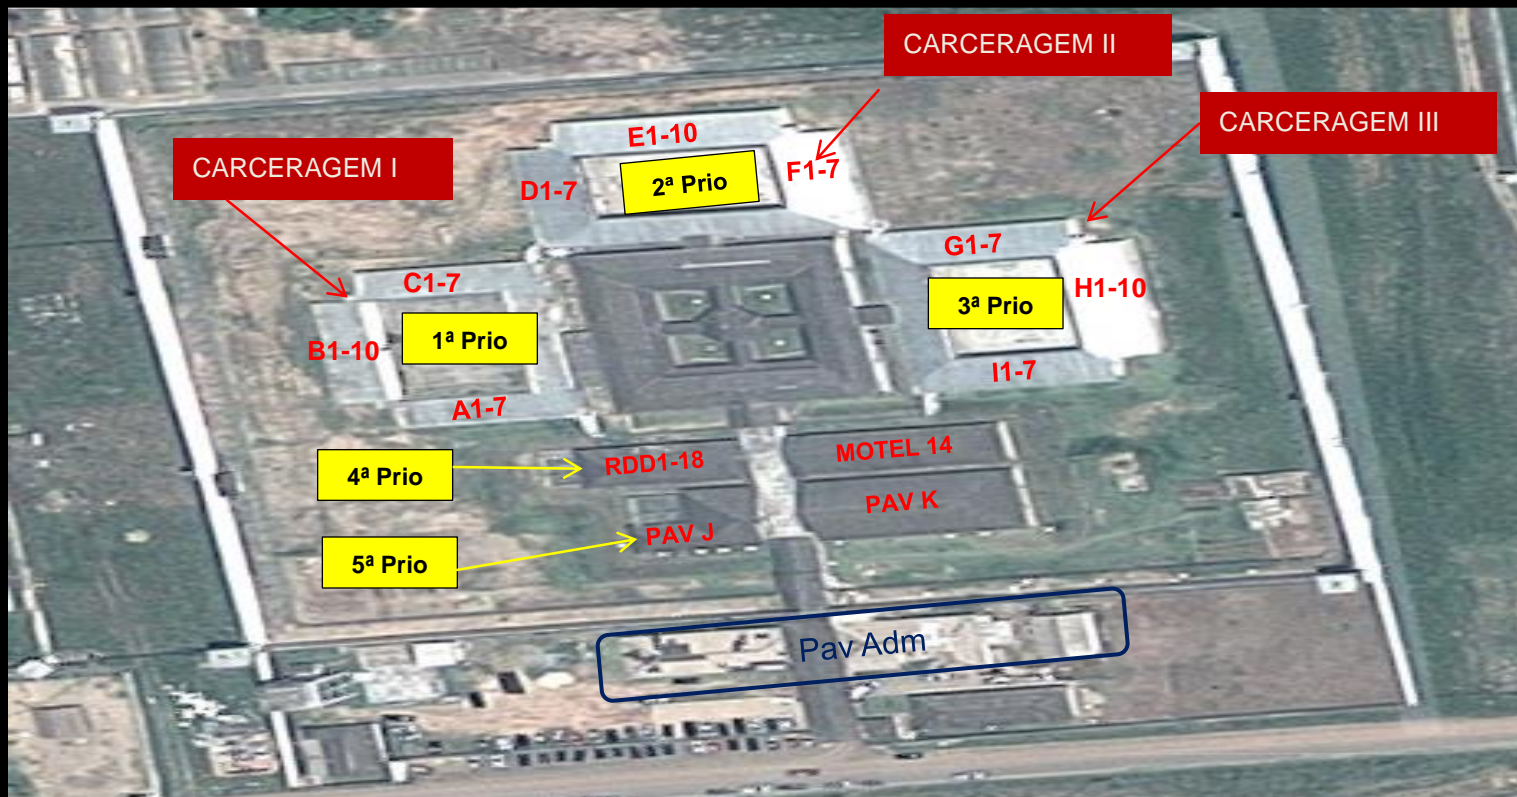 CARCERAGEM II
CARCERAGEM III
CARCERAGEM I
E1-10
D1-7
2ª Prio
F1-7
C1-7
G1-7
B1-10
1ª Prio
3ª Prio
H1-10
A1-7
I1-7
4ª Prio
RDD1-18
MOTEL 14
PAV K
5ª Prio
PAV J
Pav Adm